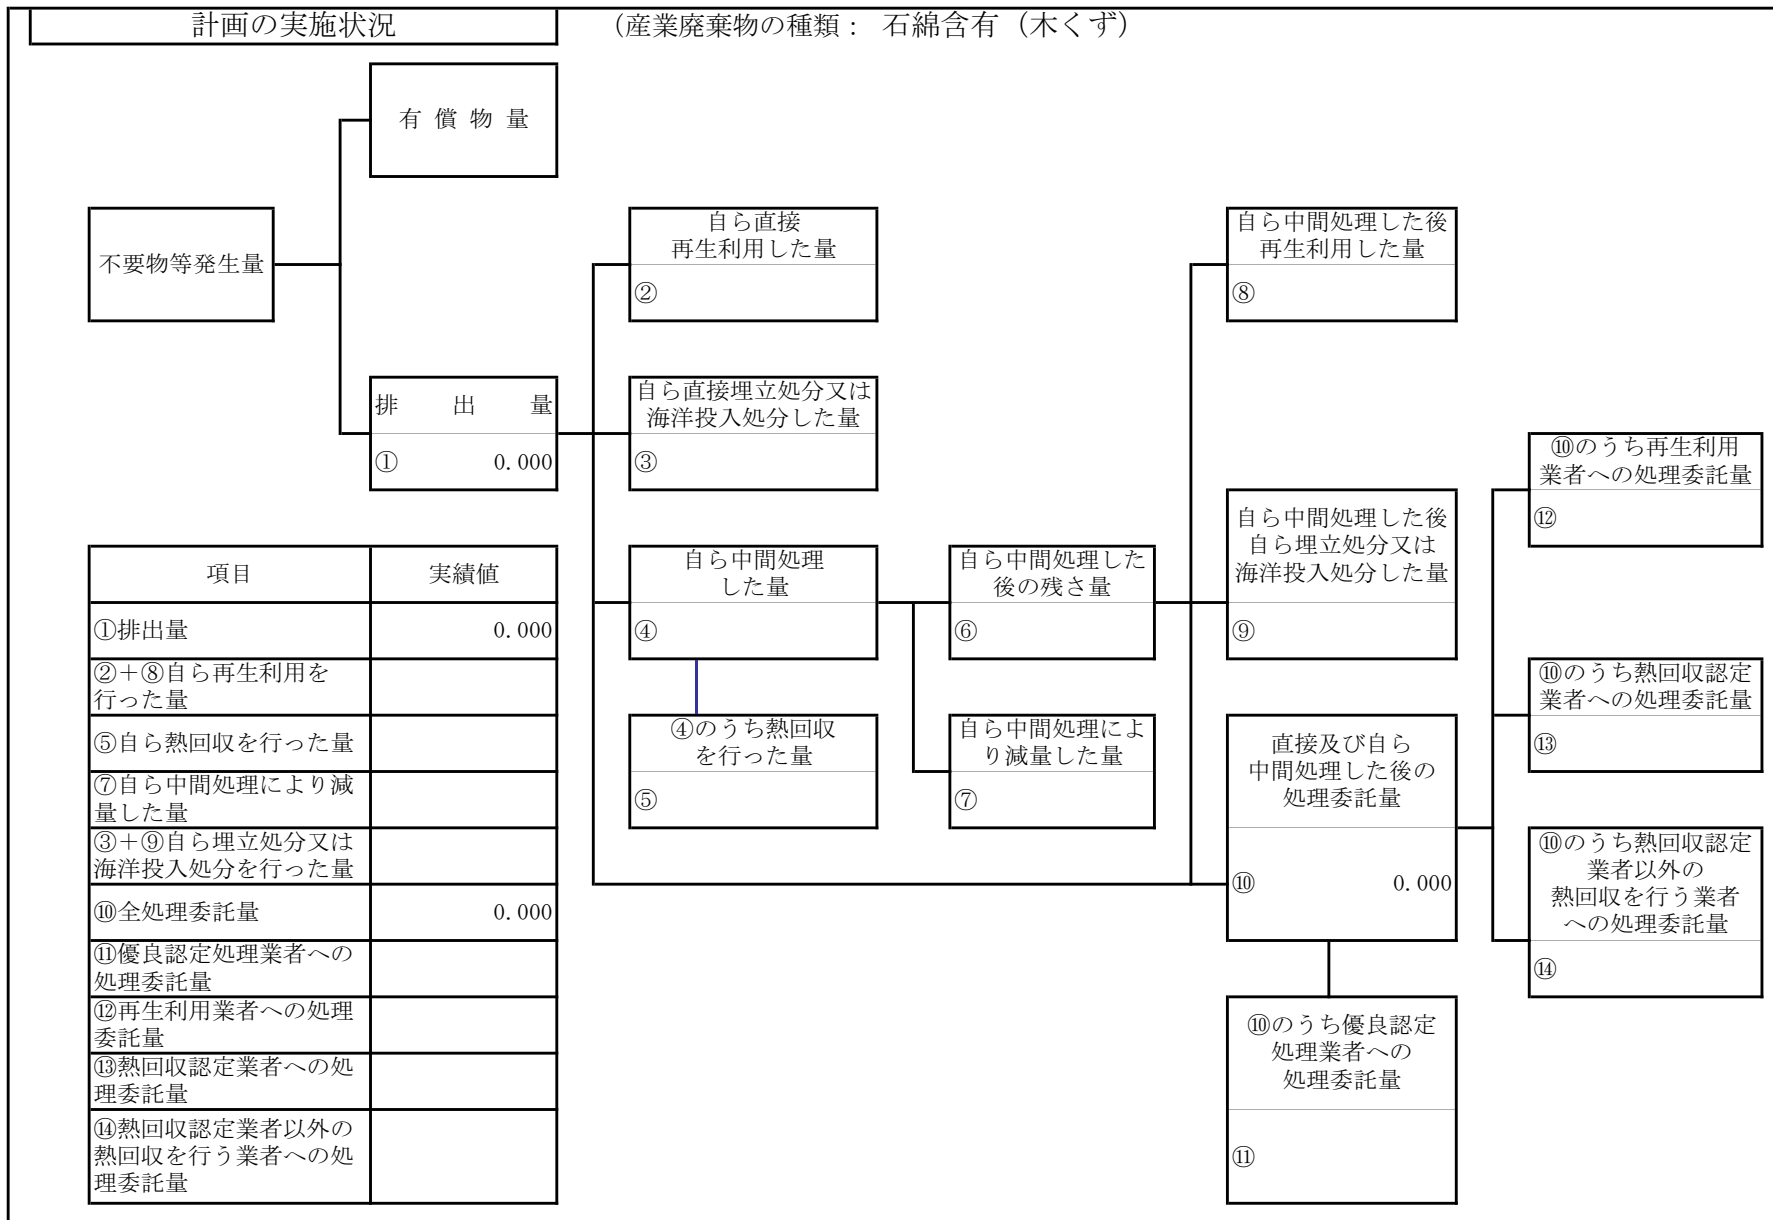 計画の実施状況
（産業廃棄物の種類： 石綿含有（木くず）
有 償 物 量
不要物等発生量
排 出 量
① 0.000
自ら直接
再生利用した量
②
自ら直接埋立処分又は
海洋投入処分した量
③
自ら中間処理
した量
④
④のうち熱回収
を行った量
⑤
自ら中間処理した
後の残さ量
⑥
自ら中間処理によ
り減量した量
⑦
自ら中間処理した後
再生利用した量
⑧
自ら中間処理した後
自ら埋立処分又は
海洋投入処分した量
⑨
直接及び自ら
中間処理した後の
処理委託量
⑩ 0.000
⑩のうち優良認定
処理業者への
処理委託量
⑪
⑩のうち再生利用
業者への処理委託量
⑫
⑩のうち熱回収認定
業者への処理委託量
⑬
⑩のうち熱回収認定
業者以外の
熱回収を行う業者
への処理委託量
⑭
項目 実績値
①排出量 0.000
②＋⑧自ら再生利用を
行った量
⑤自ら熱回収を行った量
⑦自ら中間処理により減
量した量
③＋⑨自ら埋立処分又は
海洋投入処分を行った量
⑩全処理委託量 0.000
⑪優良認定処理業者への
処理委託量
⑫再生利用業者への処理
委託量
⑬熱回収認定業者への処
理委託量
⑭熱回収認定業者以外の
熱回収を行う業者への処
理委託量